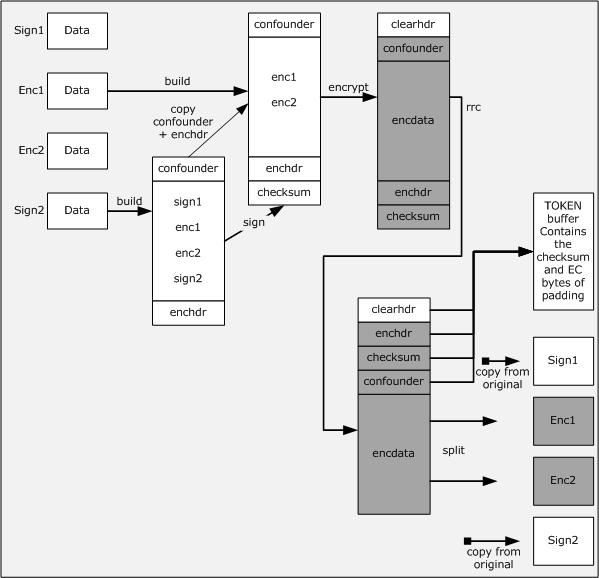 Sign1
Data
Enc1
Data
Enc2
Data
Sign2
Data
build
build
copy
confounder
+ enchdr
confounder
sign1
enc1
enc2
sign2
enchdr
sign
confounder
enc1
enc2
enchdr
checksum
encrypt
clearhdr
confounder
encdata
enchdr
checksum
rrc
clearhdr
enchdr
checksum
confounder
encdata
split
TOKEN
buffer
Contains
the
checksum
and EC
bytes of
padding
copy from
original
Sign1
Enc1
Enc2
copy from
original
Sign2